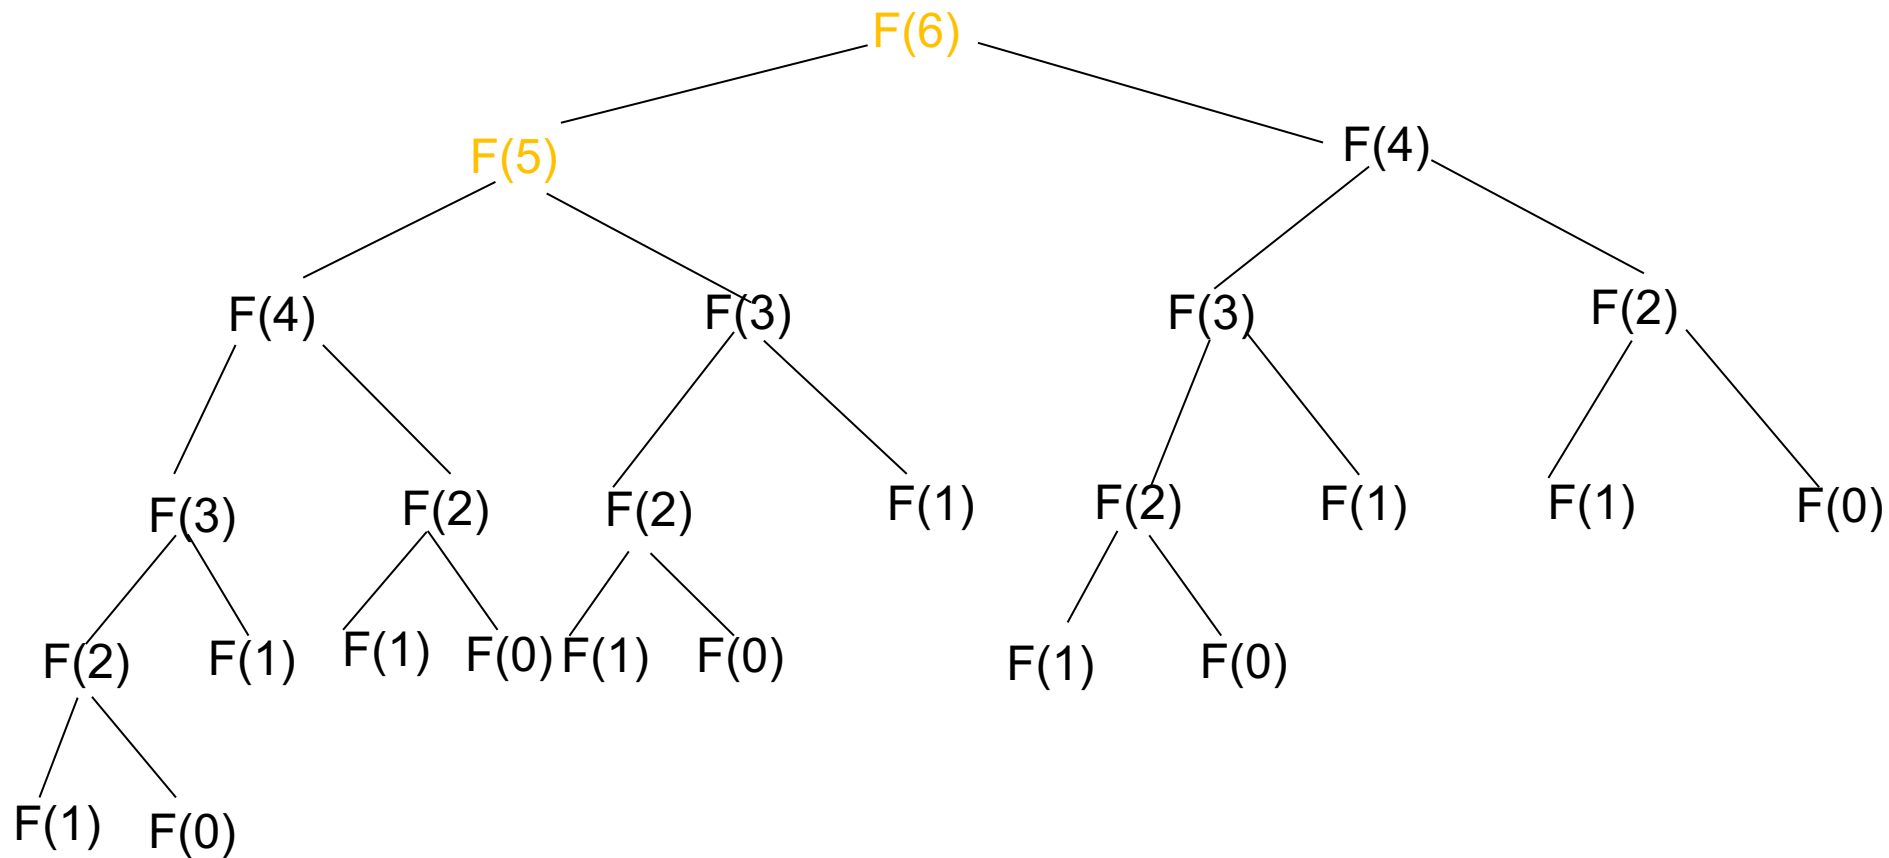 F(6)
F(5) F(4)
F(4) F(3) F(3) F(2)
F(3) F(2) F(2) F(1) F(2) F(1) F(1) F(0)
F(2) F(1) F(1) F(0) F(1) F(0) F(1) F(0)
F(1) F(0)